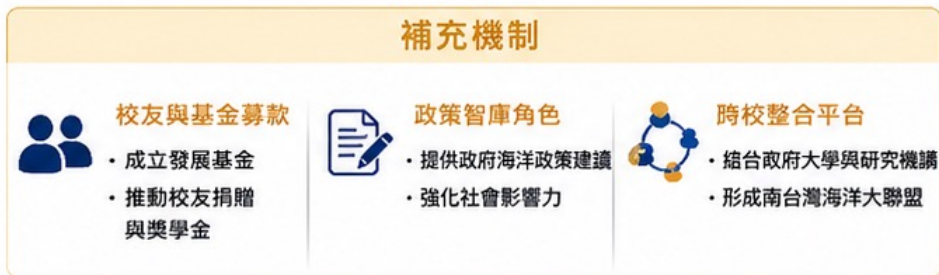 補充機制
校友與基金募款
・成立發展基金
・推動校友捐贈
與獎學金
政策智庫角色
・提供政府海洋政策建議
・強化社會影響力
跨校整合平台
・結合政府大學與研究機構
・形成南台灣海洋大聯盟